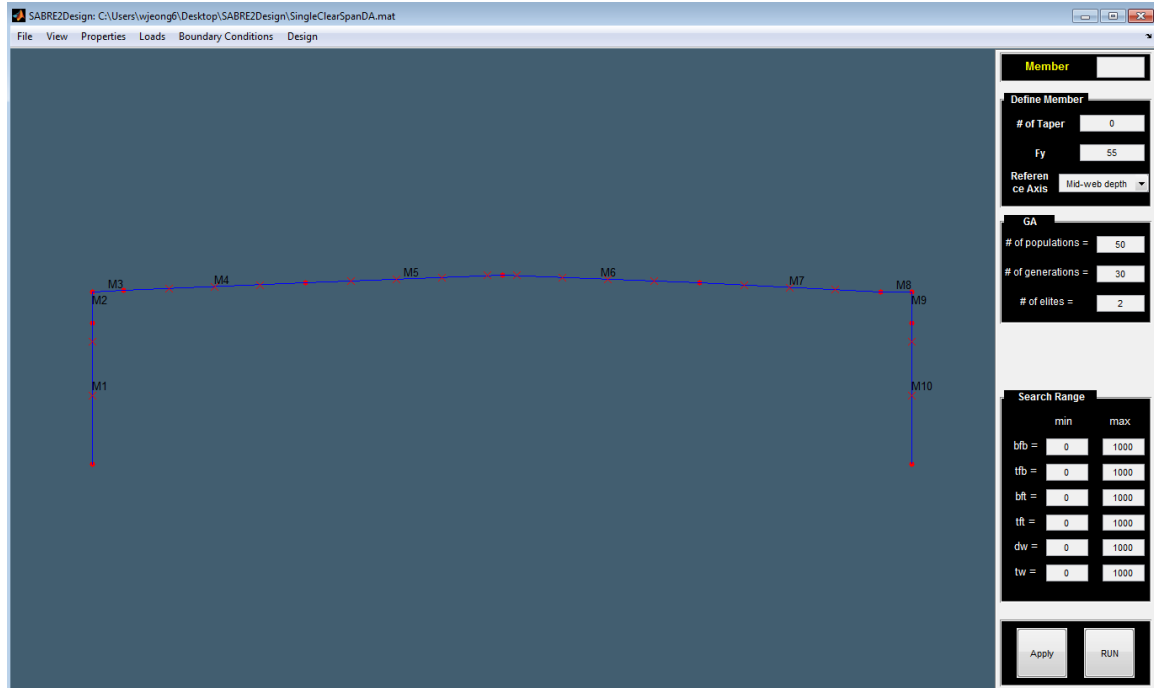 SABRE2Design: C:\Users\wjeong6\Desktop\SABRE2Design\SingleClearSpanDA.mat
File View Properties Loads Boundary Conditions Design
Member
Define Member
# of Taper 0
Fy 55
Referen
ce Axis Mid-web depth
GA
# of populations = 50
# of generations = 30
# of elites = 2
Search Range
min max
bfb = 0 1000
tfb = 0 1000
bft = 0 1000
tft = 0 1000
dw = 0 1000
tw = 0 1000
Apply RUN
M5 M6
M3 M4 M7 M8
M2 M9
M1 M10